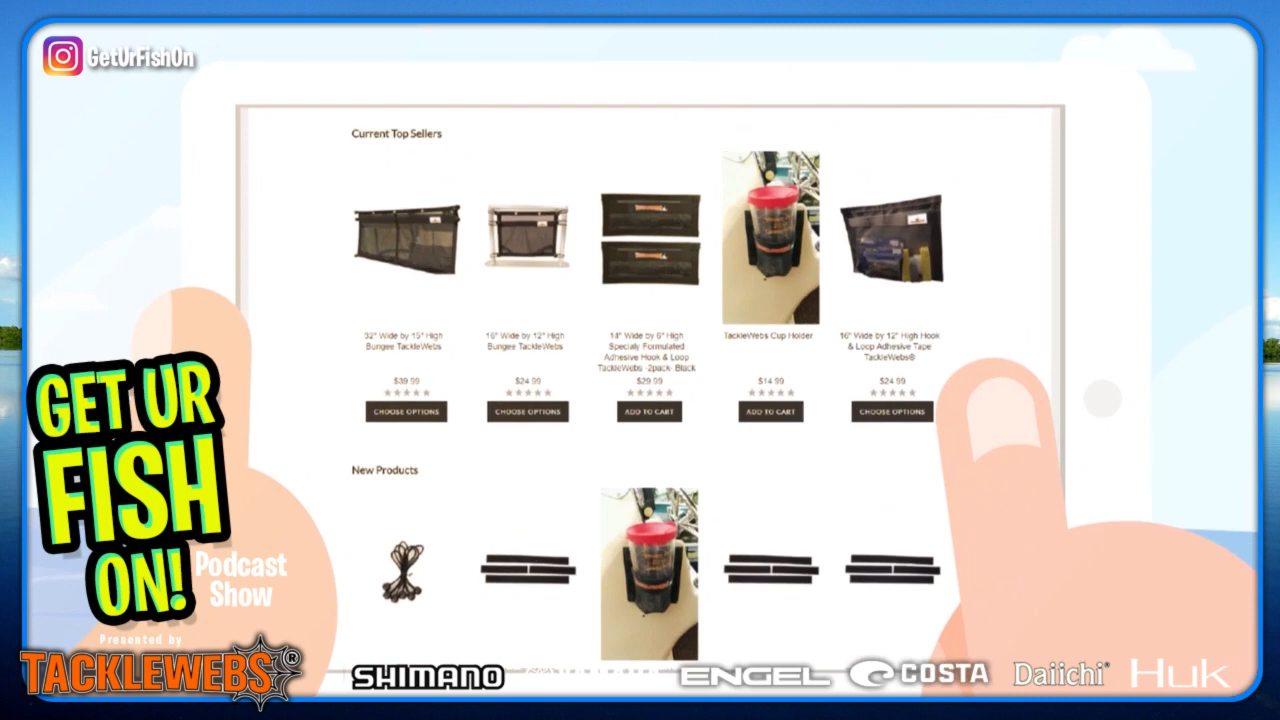 GetUrFishOn
Current Top Sellers
32" Wide by 15" High
Bungee TackleWebs
$39.99
CHOOSE OPTIONS
16" Wide by 12" High
Bungee TackleWebs
$24.99
CHOOSE OPTIONS
14" Wide by 6" High
Specialy Formulated
Adhesive Hook & Loop
TackleWebs -2pack- Black
$29.99
ADD TO CART
TackleWebs Cup Holder
$14.99
ADD TO CART
16" Wide by 12" High Hook
& Loop Adhesive Tape
TackleWebs®
$24.99
CHOOSE OPTIONS
New Products
GET UR
FISH
ON!
Podcast
Show
Presented by
TACKLEWEBS®
SHIMANO
ENGEL
COSTA
Daiichi®
Huk